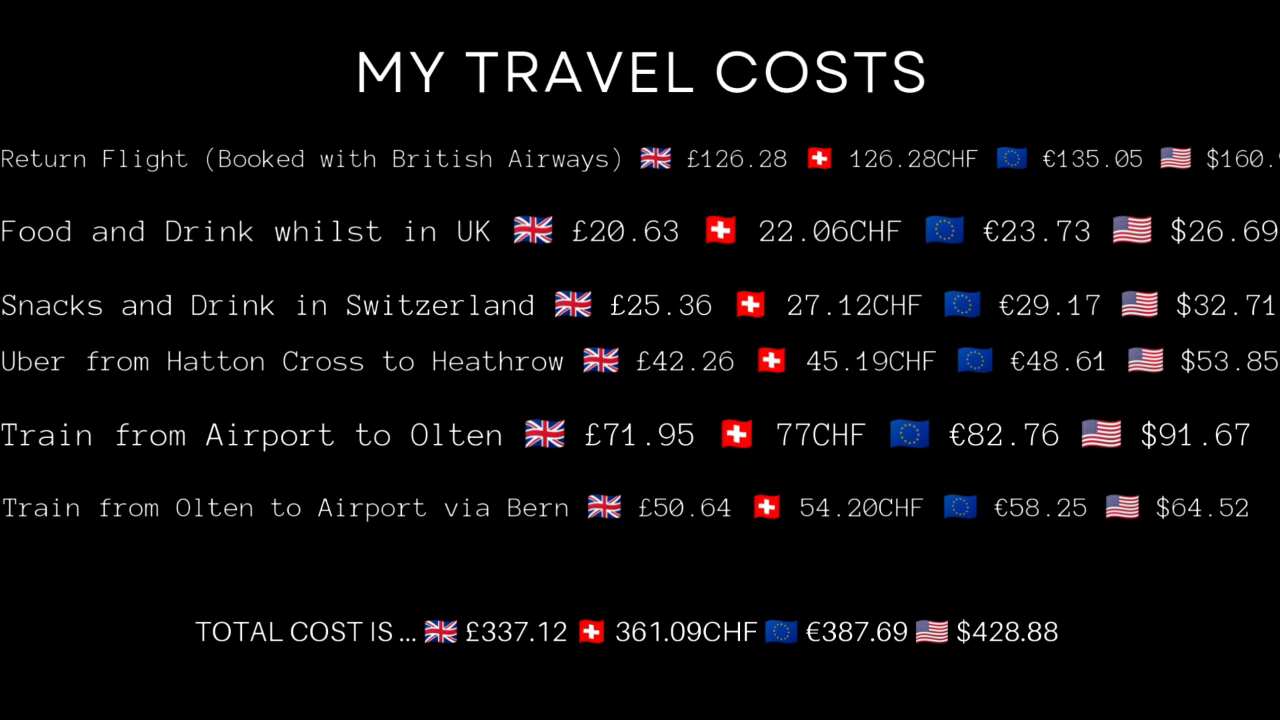 MY TRAVEL COSTS
Return Flight (Booked with British Airways) 🇬🇧 £126.28 🇨🇭 126.28CHF 🇪🇺 €135.05 🇺🇸 $160.
Food and Drink whilst in UK 🇬🇧 £20.63 🇨🇭 22.06CHF 🇪🇺 €23.73 🇺🇸 $26.69
Snacks and Drink in Switzerland 🇬🇧 £25.36 🇨🇭 27.12CHF 🇪🇺 €29.17 🇺🇸 $32.71
Uber from Hatton Cross to Heathrow 🇬🇧 £42.26 🇨🇭 45.19CHF 🇪🇺 €48.61 🇺🇸 $53.85
Train from Airport to Olten 🇬🇧 £71.95 🇨🇭 77CHF 🇪🇺 €82.76 🇺🇸 $91.67
Train from Olten to Airport via Bern 🇬🇧 £50.64 🇨🇭 54.20CHF 🇪🇺 €58.25 🇺🇸 $64.52
TOTAL COST IS ... 🇬🇧 £337.12 🇨🇭 361.09CHF 🇪🇺 €387.69 🇺🇸 $428.88